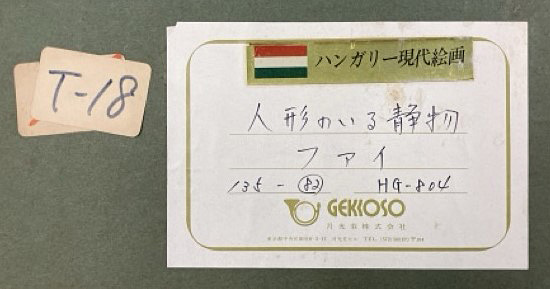 T-18
ハンガリー現代絵画
人形のいる静物
ファイ
135-82 HG-804
GEKKOSO
月光荘株式会社